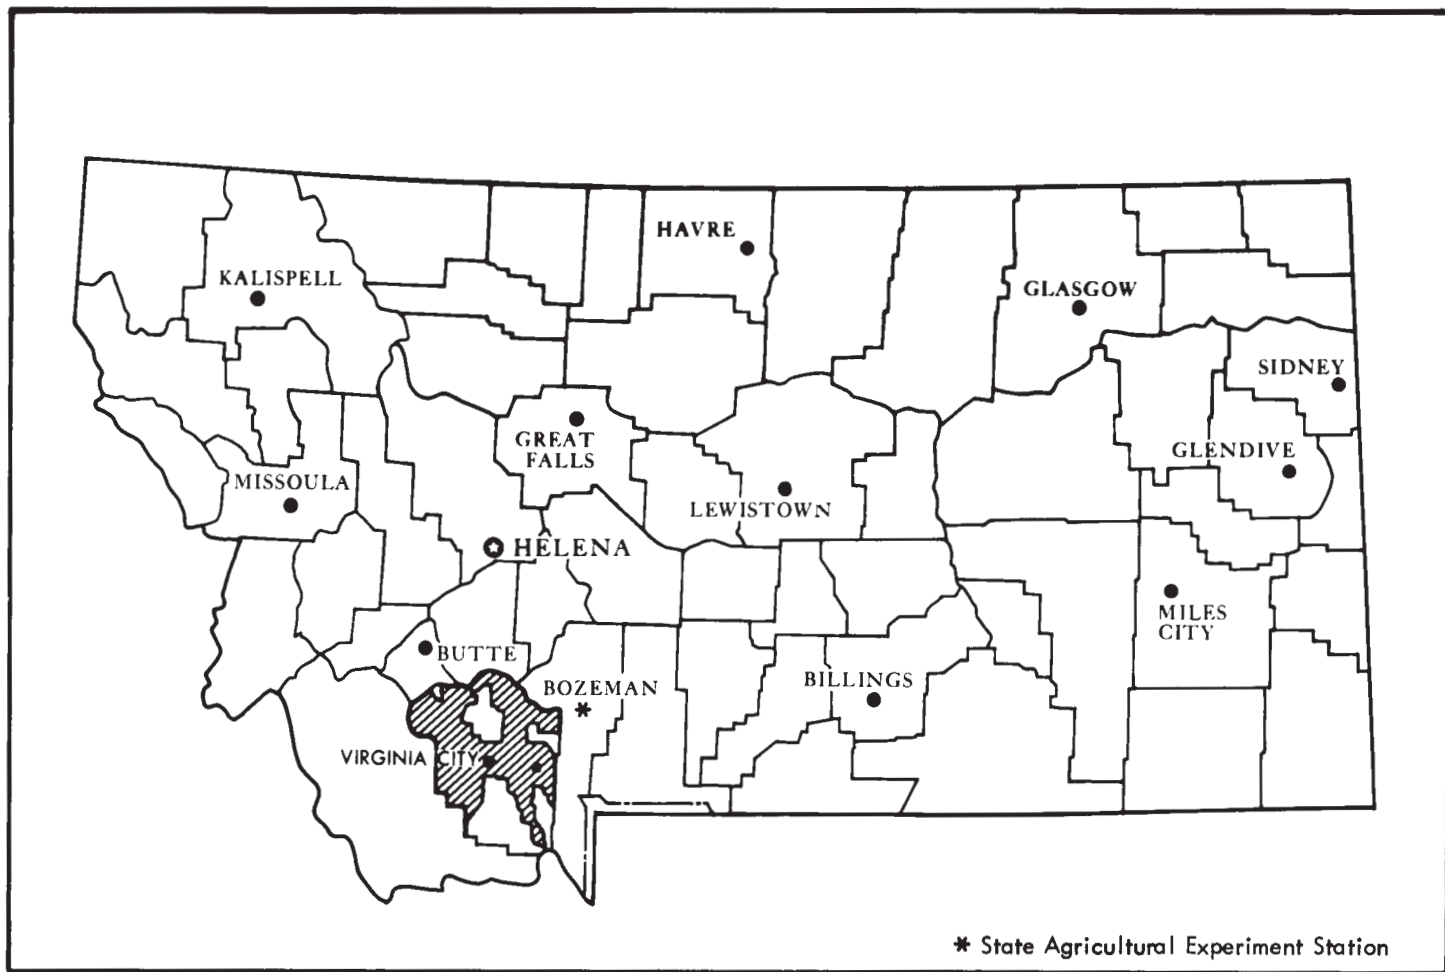 HAVRE
KALISPELL
GLASGOW
SIDNEY
GREAT
FALLS
GLENDIVE
MISSOULA
LEWISTOWN
HELENA
MILES
CITY
BUTTE
BILLINGS
BOZEMAN
*
VIRGINIA CITY
* State Agricultural Experiment Station